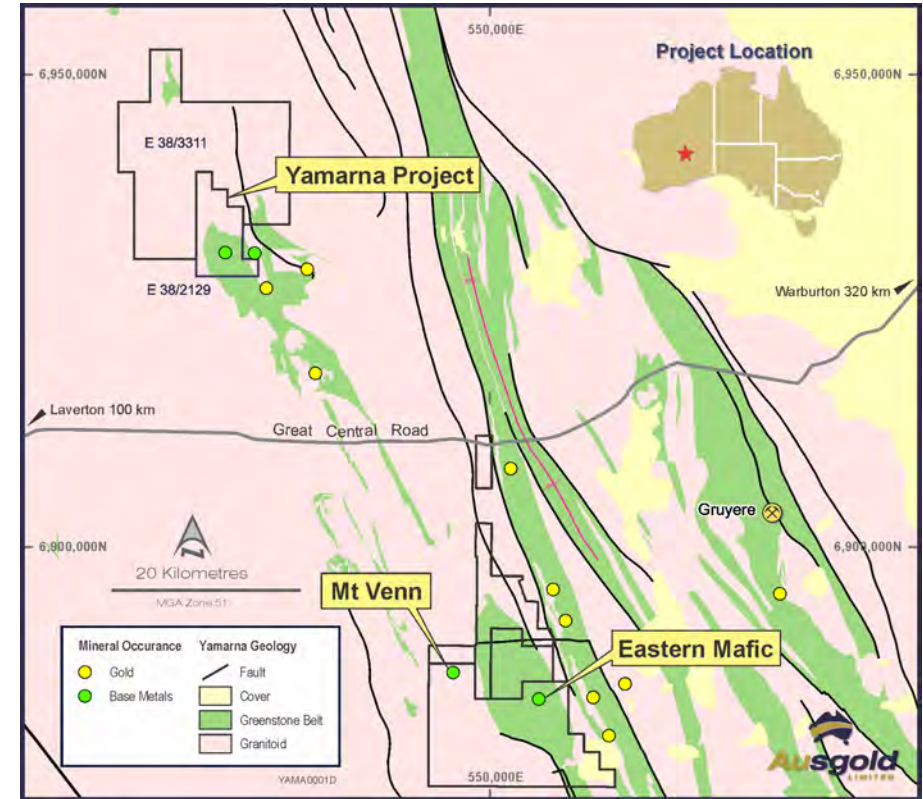 550,000E
Project Location
6,950,000N
6,950,000N
E 38/3311
Yamarna Project
E 38/2129
Warburton 320 km
Laverton 100 km
Great Central Road
Gruyere
6,900,000N
6,900,000N
20 Kilometres
MGA Zone 51
Mt Venn
Eastern Mafic
Mineral Occurance
Yamarna Geology
Gold
Fault
Base Metals
Cover
Greenstone Belt
Granitoid
YAMA0001D
550,000E
Ausgold
LIMITED